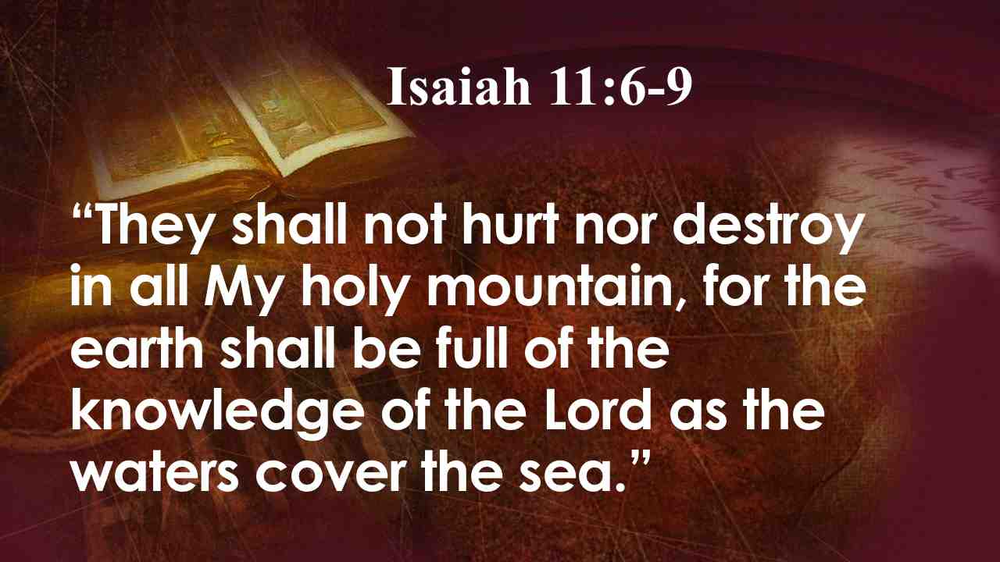 Isaiah 11:6-9
“They shall not hurt nor destroy
in all My holy mountain, for the
earth shall be full of the
knowledge of the Lord as the
waters cover the sea.”